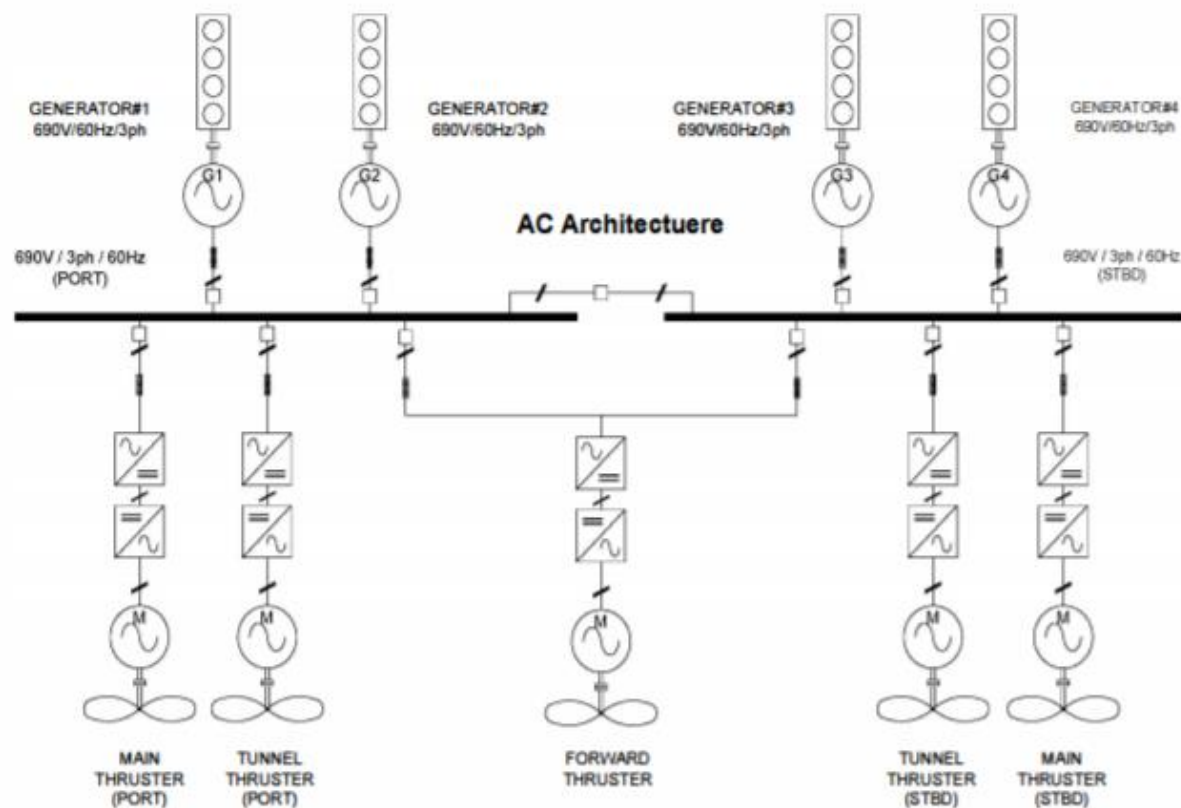 GENERATOR#1
690V/60Hz/3ph
GENERATOR#2
690V/60Hz/3ph
GENERATOR#3
690V/60Hz/3ph
GENERATOR#4
690V/60Hz/3ph
G1
G2
G3
G4
AC Architectuere
690V / 3ph / 60Hz
(PORT)
690V / 3ph / 60Hz
(STBD)
M
M
M
M
M
MAIN
THRUSTER
(PORT)
TUNNEL
THRUSTER
(PORT)
FORWARD
THRUSTER
TUNNEL
THRUSTER
(STBD)
MAIN
THRUSTER
(STBD)